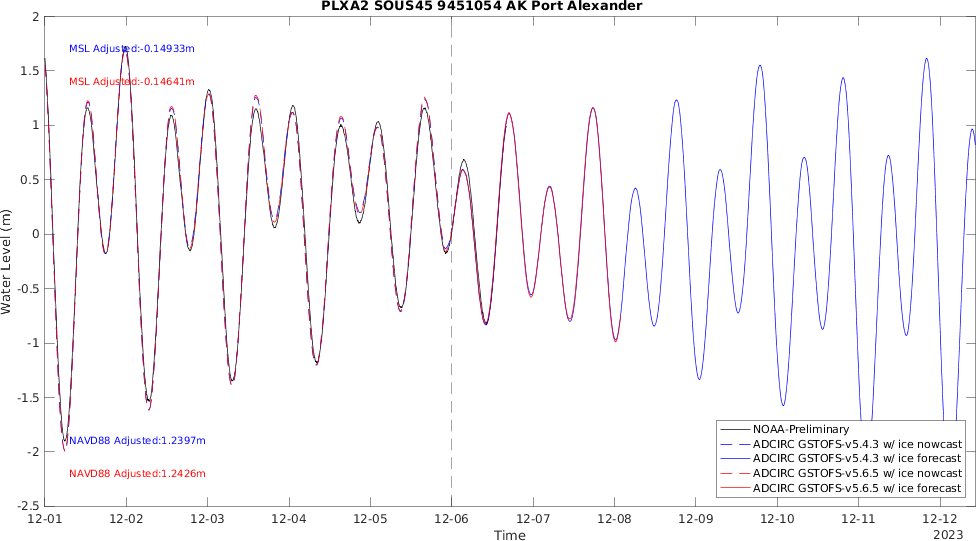 PLXA2 SOUS45 9451054 AK Port Alexander
2
1.5
1
0.5
0
-0.5
-1
-1.5
-2
-2.5
Water Level (m)
MSL Adjusted:-0.14933m
MSL Adjusted:-0.14641m
NAVD88 Adjusted:1.2397m
NAVD88 Adjusted:1.2426m
NOAA-Preliminary
ADCIRC GSTOFS-v5.4.3 w/ ice nowcast
ADCIRC GSTOFS-v5.4.3 w/ ice forecast
ADCIRC GSTOFS-v5.6.5 w/ ice nowcast
ADCIRC GSTOFS-v5.6.5 w/ ice forecast
12-01 12-02 12-03 12-04 12-05 12-06 12-07 12-08 12-09 12-10 12-11 12-12
Time
2023